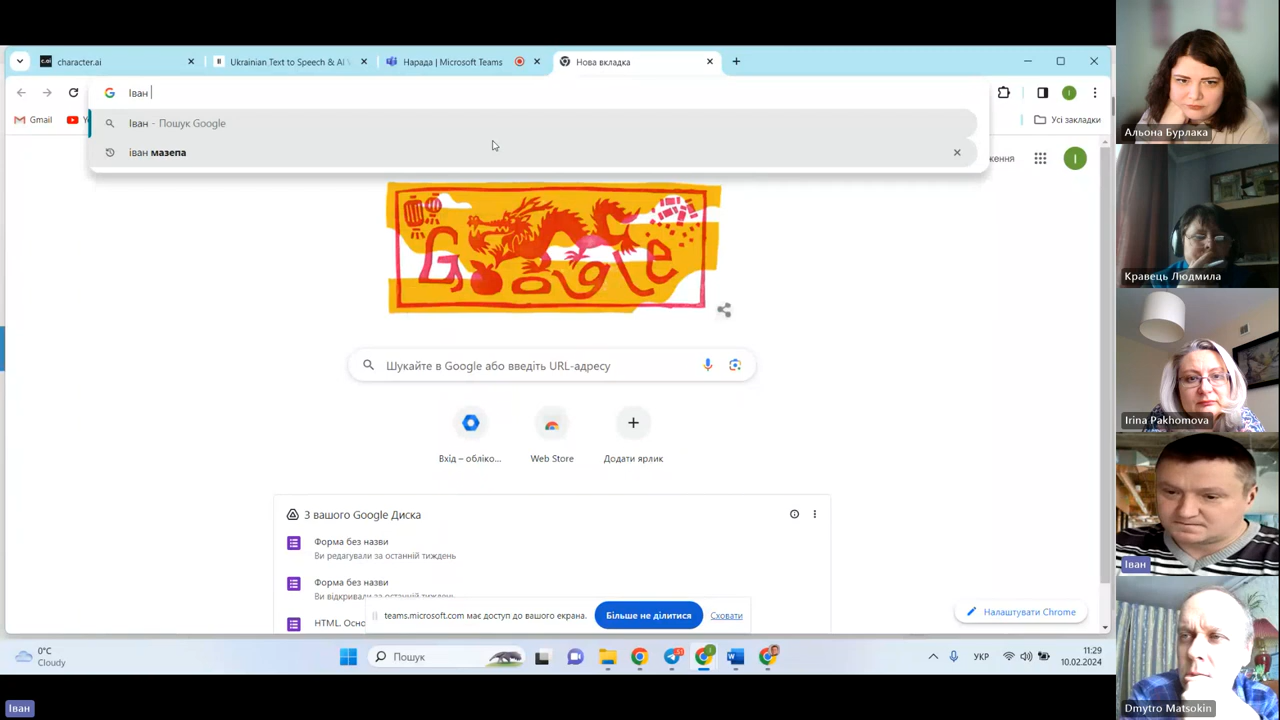 character.ai
Ukrainian Text to Speech & AI
Нарада | Microsoft Teams
Нова вкладка
Іван
Gmail
Усі закладки
Іван - Пошук Google
іван мазепа
ження
І
Google
Шукайте в Google або введіть URL-адресу
Вхід – обліко...
Web Store
Додати ярлик
З вашого Google Диска
Форма без назви
Ви редагували за останній тиждень
Форма без назви
Ви відкривали за останній тиждень
HTML. Осно
teams.microsoft.com має доступ до вашого екрана.
Більше не ділитися
Сховати
Налаштувати Chrome
0°C
Cloudy
Пошук
УКР
11:29
10.02.2024
Іван
Альона Бурлака
Кравець Людмила
Irina Pakhomova
Іван
Dmytro Matsokin